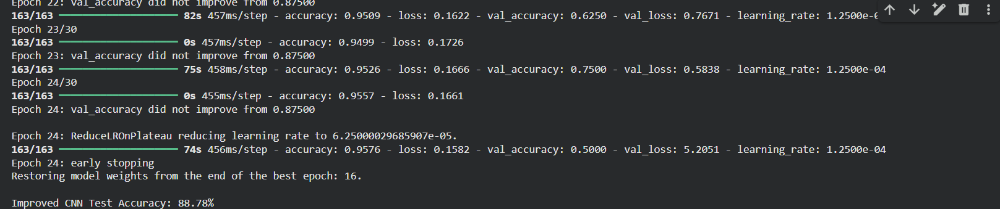 Epoch 22: val_accuracy did not improve from 0.87500
163/163 ━━━━━━━━━━━━━━━━━━━━ 82s 457ms/step - accuracy: 0.9509 - loss: 0.1622 - val_accuracy: 0.6250 - val_loss: 0.7671 - learning_rate: 1.2500e-
Epoch 23/30
163/163 ━━━━━━━━━━━━━━━━━━━━ 0s 457ms/step - accuracy: 0.9499 - loss: 0.1726
Epoch 23: val_accuracy did not improve from 0.87500
163/163 ━━━━━━━━━━━━━━━━━━━━ 75s 458ms/step - accuracy: 0.9526 - loss: 0.1666 - val_accuracy: 0.7500 - val_loss: 0.5838 - learning_rate: 1.2500e-04
Epoch 24/30
163/163 ━━━━━━━━━━━━━━━━━━━━ 0s 455ms/step - accuracy: 0.9557 - loss: 0.1661
Epoch 24: val_accuracy did not improve from 0.87500
Epoch 24: ReduceLROnPlateau reducing learning rate to 6.25000029685907e-05.
163/163 ━━━━━━━━━━━━━━━━━━━━ 74s 456ms/step - accuracy: 0.9576 - loss: 0.1582 - val_accuracy: 0.5000 - val_loss: 5.2051 - learning_rate: 1.2500e-04
Epoch 24: early stopping
Restoring model weights from the end of the best epoch: 16.
Improved CNN Test Accuracy: 88.78%